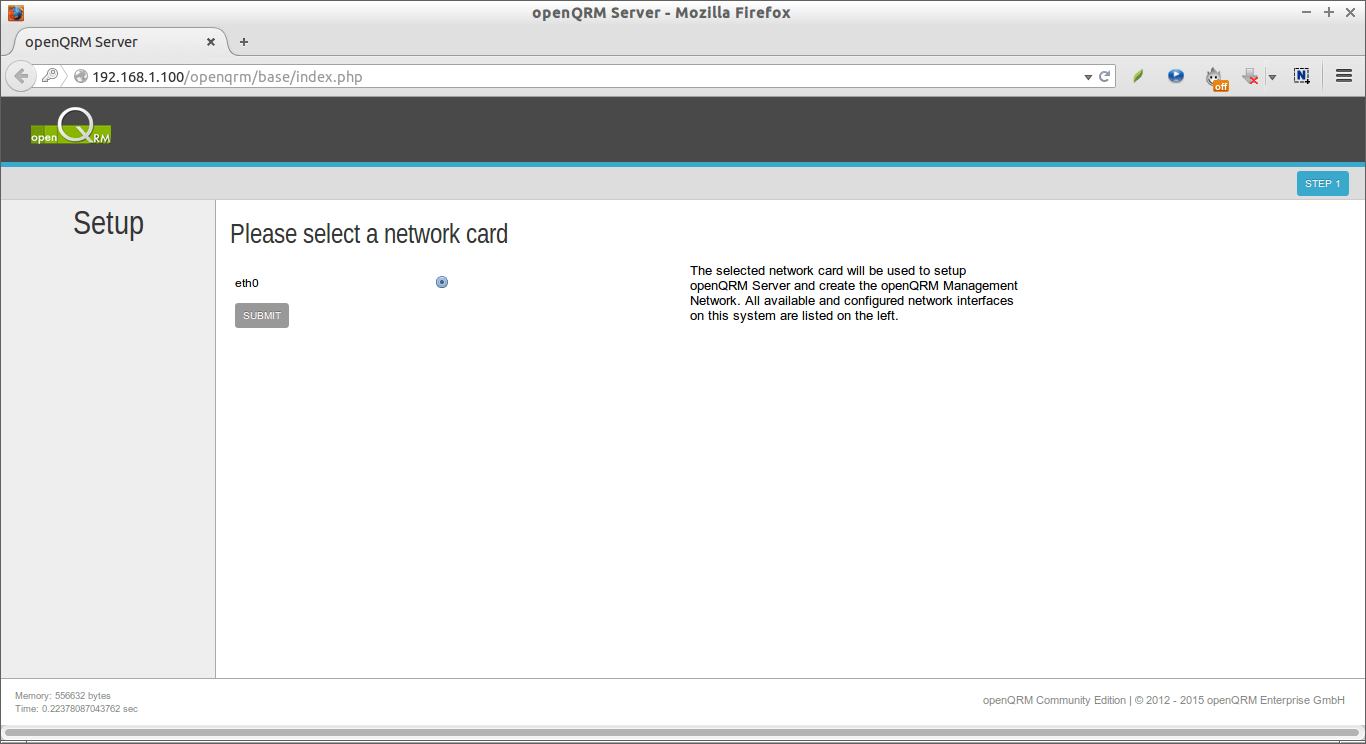 openQRM Server - Mozilla Firefox
openQRM Server
192.168.1.100/openqrm/base/index.php
off
N
openQRM
STEP 1
Setup
Please select a network card
eth0
SUBMIT
The selected network card will be used to setup
openQRM Server and create the openQRM Management
Network. All available and configured network interfaces
on this system are listed on the left.
Memory: 556632 bytes
Time: 0.22378087043762 sec
openQRM Community Edition | © 2012 - 2015 openQRM Enterprise GmbH